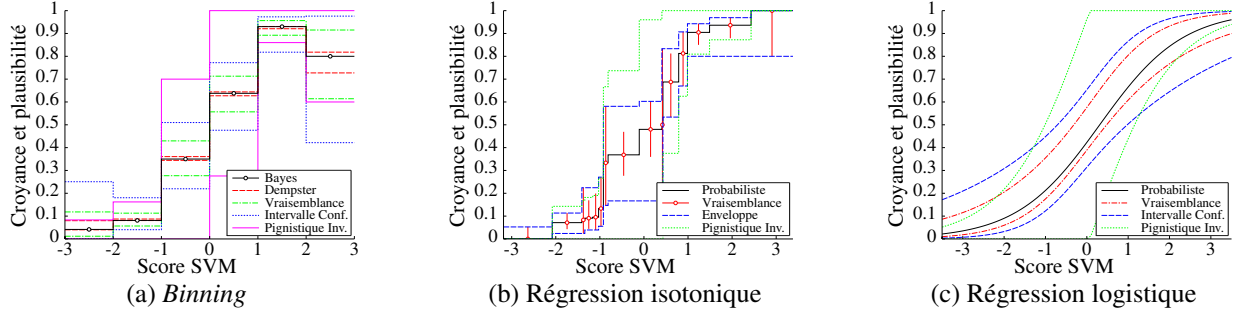 Croyance et plausibilité
1
0.9
0.8
0.7
0.6
0.5
0.4
0.3
0.2
0.1
0
-3
-2
-1
0
1
2
3
Bayes
Dempster
Vraisemblance
Intervalle Conf.
Pignistique Inv.
Score SVM
(a) Binning
Croyance et plausibilité
1
0.9
0.8
0.7
0.6
0.5
0.4
0.3
0.2
0.1
0
-3
-2
-1
0
1
2
3
Probabiliste
Vraisemblance
Enveloppe
Pignistique Inv.
Score SVM
(b) Régression isotonique
Croyance et plausibilité
1
0.9
0.8
0.7
0.6
0.5
0.4
0.3
0.2
0.1
0
-3
-2
-1
0
1
2
3
Probabiliste
Vraisemblance
Intervalle Conf.
Pignistique Inv.
Score SVM
(c) Régression logistique